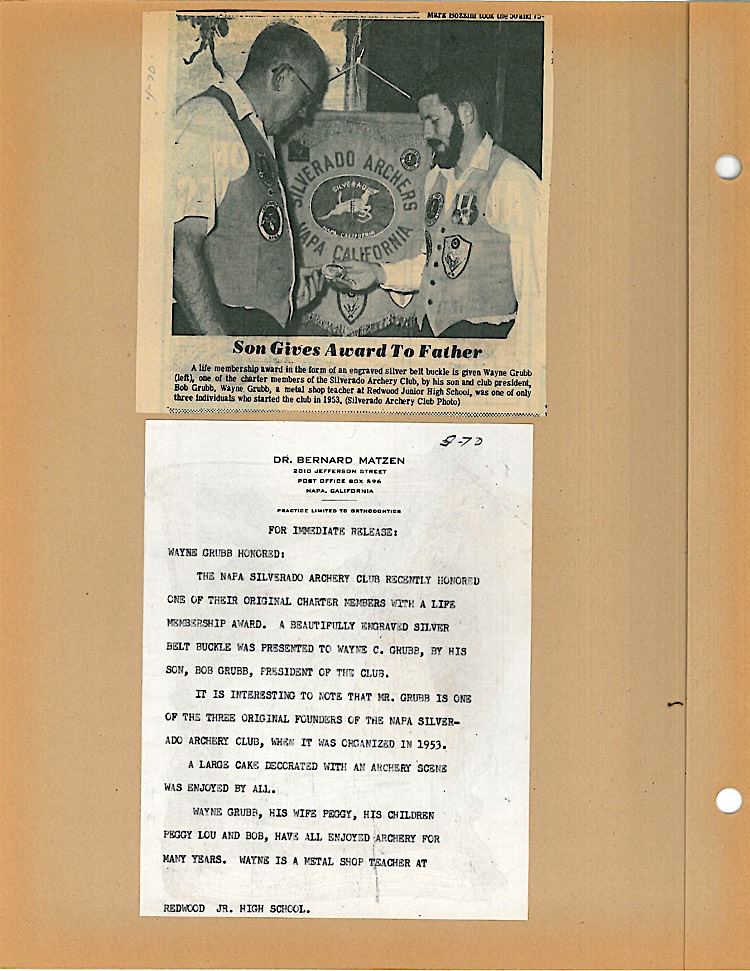 Mark Bozzini took the 50 and 75-
4-70
SILVERADO ARCHERS
SILVERADO
NAPA CALIFORNIA
NAPA CALIFORNIA
Son Gives Award To Father
A life membership award in the form of an engraved silver belt buckle is given Wayne Grubb
(left), one of the charter members of the Silverado Archery Club, by his son and club president,
Bob Grubb. Wayne Grubb, a metal shop teacher at Redwood Junior High School, was one of only
three individuals who started the club in 1953. (Silverado Archery Club Photo)
5-70
DR. BERNARD MATZEN
2010 JEFFERSON STREET
POST OFFICE BOX 596
NAPA, CALIFORNIA
PRACTICE LIMITED TO ORTHODONTICS
FOR IMMEDIATE RELEASE:
WAYNE GRUBB HONORED:
THE NAPA SILVERADO ARCHERY CLUB RECENTLY HONORED
ONE OF THEIR ORIGINAL CHARTER MEMBERS WITH A LIFE
MEMBERSHIP AWARD. A BEAUTIFULLY ENGRAVED SILVER
BELT BUCKLE WAS PRESENTED TO WAYNE C. GRUBB, BY HIS
SON, BOB GRUBB, PRESIDENT OF THE CLUB.
IT IS INTERESTING TO NOTE THAT MR. GRUBB IS ONE
OF THE THREE ORIGINAL FOUNDERS OF THE NAPA SILVER-
ADO ARCHERY CLUB, WHEN IT WAS ORGANIZED IN 1953.
A LARGE CAKE DECORATED WITH AN ARCHERY SCENE
WAS ENJOYED BY ALL.
WAYNE GRUBB, HIS WIFE PEGGY, HIS CHILDREN
PEGGY LOU AND BOB, HAVE ALL ENJOYED ARCHERY FOR
MANY YEARS. WAYNE IS A METAL SHOP TEACHER AT
REDWOOD JR. HIGH SCHOOL.